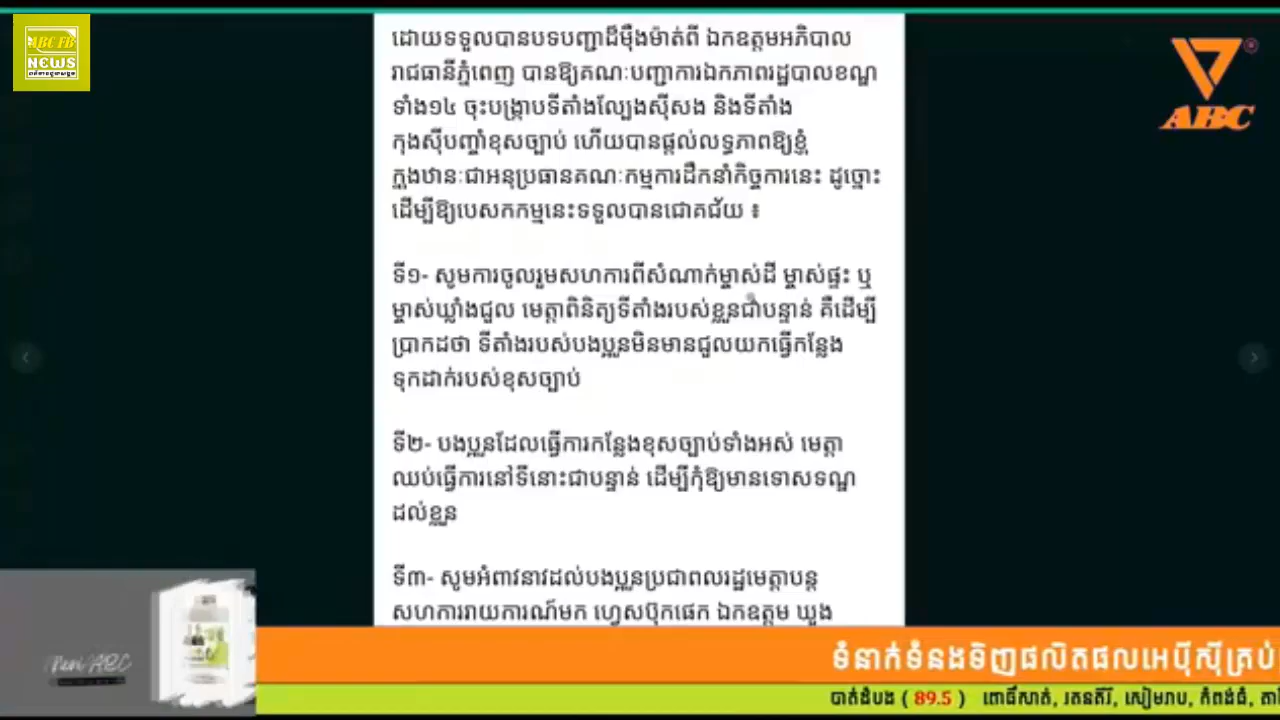 ABC FB
NEWS
ABC
ដោយទទួលបានបទបញ្ជាដ៏ម៉ឺងម៉ាត់ពី ឯកឧត្តមអភិបាល
រាជធានីភ្នំពេញ បានឱ្យគណៈបញ្ជាការឯកភាពរដ្ឋបាលខណ្ឌ
ទាំង១៤ ចុះបង្ក្រាបទីតាំងល្បែងស៊ីសង និងទីតាំង
កុងស៊ីបញ្ចាំខុសច្បាប់ ហើយបានផ្តល់លទ្ធភាពឱ្យខ្ញុំ
ក្នុងឋានៈជាអនុប្រធានគណៈកម្មការដឹកនាំកិច្ចការនេះ ដូច្នោះ
ដើម្បីឱ្យបេសកកម្មនេះទទួលបានជោគជ័យ ៖
ទី១- សូមការចូលរួមសហការពីសំណាក់ម្ចាស់ដី ម្ចាស់ផ្ទះ ឬ
ម្ចាស់ឃ្លាំងជួល មេត្តាពិនិត្យទីតាំងរបស់ខ្លួនជាបន្ទាន់ គឺដើម្បី
ប្រាកដថា ទីតាំងរបស់បងប្អូនមិនមានជួលយកធ្វើកន្លែង
ទុកដាក់របស់ខុសច្បាប់
ទី២- បងប្អូនដែលធ្វើការកន្លែងខុសច្បាប់ទាំងអស់ មេត្តា
ឈប់ធ្វើការនៅទីនោះជាបន្ទាន់ ដើម្បីកុំឱ្យមានទោសទណ្ឌ
ដល់ខ្លួន
ទី៣- សូមអំពាវនាវដល់បងប្អូនប្រជាពលរដ្ឋមេត្តាបន្ត
សហការរាយការណ៍មក ហ្វេសប៊ុកផេក ឯកឧត្តម ឃួង
ទំនាក់ទំនងទិញផលិតផលអេប៊ីស៊ីគ្រប់
បាត់ដំបង ( 89.5 ) ពោធិ៍សាត់, រតនគិរី, សៀមរាប, កំពង់ធំ,